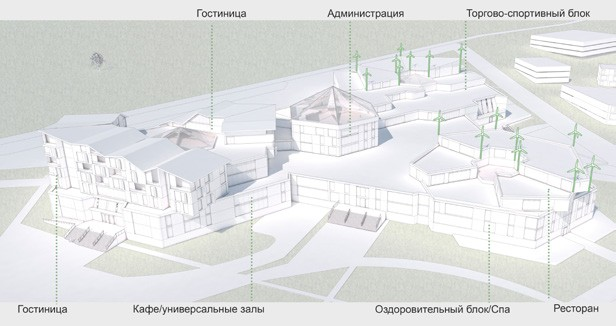 Гостиница Администрация Торгово-спортивный блок
Гостиница Кафе/универсальные залы Оздоровительный блок/Спа Ресторан